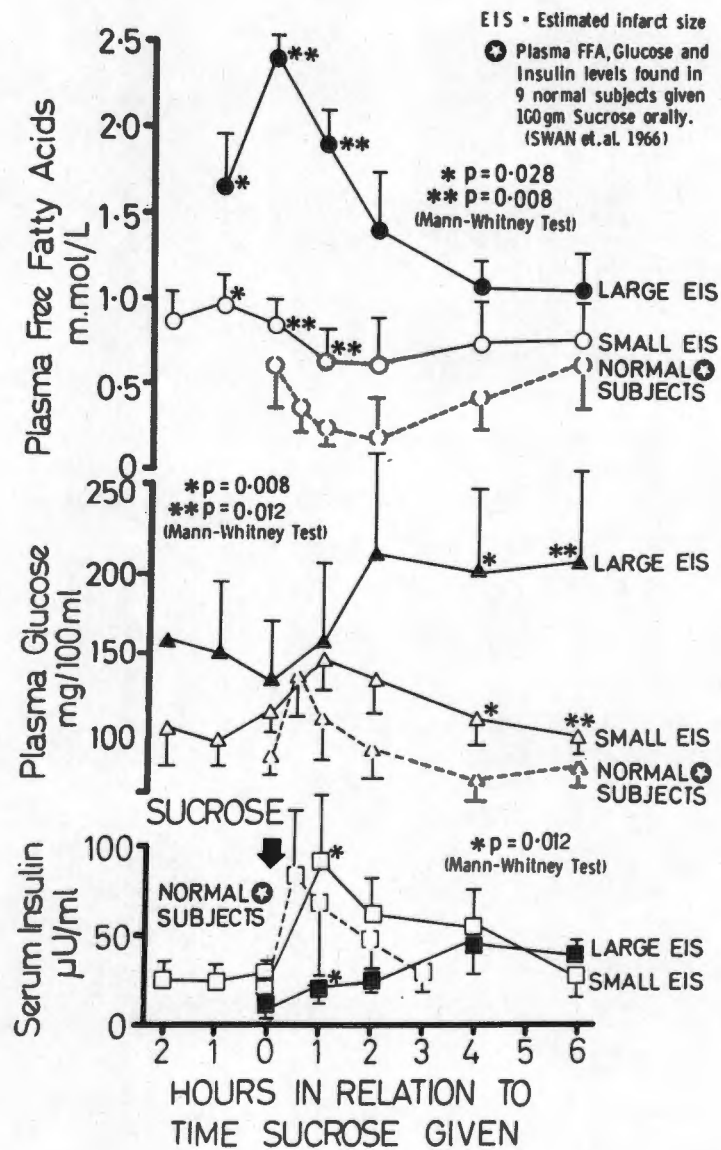 EIS = Estimated infarct size
✪ Plasma FFA, Glucose and
Insulin levels found in
9 normal subjects given
100gm Sucrose orally.
(SWAN et.al. 1966)
Plasma Free Fatty Acids
m.mol/L
2·5
2·0
1·5
1·0
0·5
0
**
*
**
* p=0·028
** p=0·008
(Mann-Whitney Test)
*
**
**
LARGE EIS
SMALL EIS
NORMAL✪
SUBJECTS
Plasma Glucose
mg/100ml
250
200
150
100
* p=0·008
** p=0·012
(Mann-Whitney Test)
*
**
LARGE EIS
*
**
SMALL EIS
NORMAL✪
SUBJECTS
SUCROSE
Serum Insulin
µU/ml
100
50
0
NORMAL✪
SUBJECTS
* p=0·012
(Mann-Whitney Test)
*
*
LARGE EIS
SMALL EIS
2 1 0 1 2 3 4 6
HOURS IN RELATION TO
TIME SUCROSE GIVEN